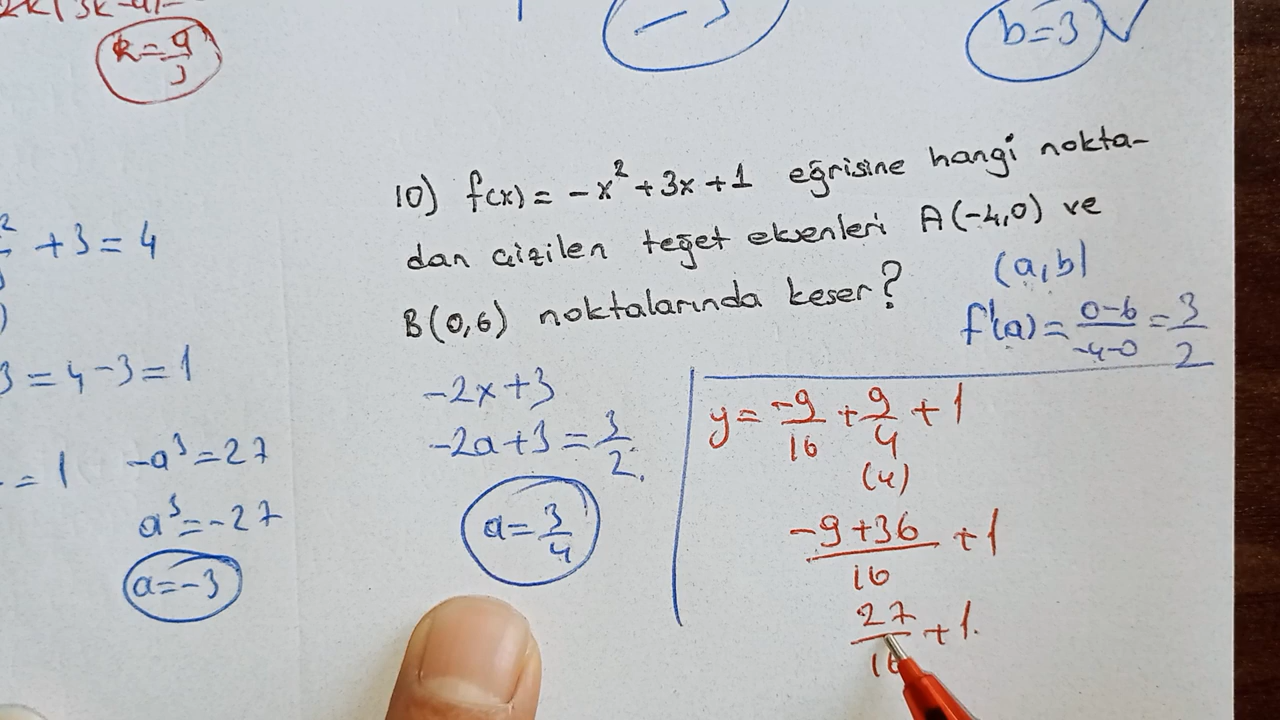 k = 9/3
-3
b=3
10) f(x) = -x² + 3x + 1 eğrisine hangi nokta-
dan çizilen teğet eksenleri A(-4,0) ve
B(0,6) noktalarında keser?
(a,b)
f'(a) = 0-6/-4-0 = 3/2
+3 = 4
3 = 4-3 = 1
= 1 -a³ = 27
a³ = -27
a = -3
-2x+3
-2a+3 = 3/2
a = 3/4
y = -9/16 + 9/4 + 1
(4)
-9+36/16 + 1
27/16 + 1